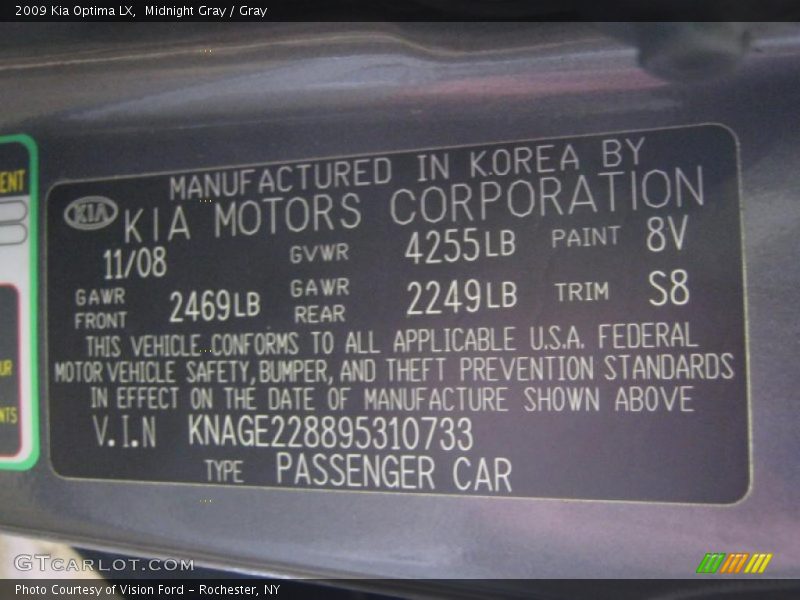 2009 Kia Optima LX, Midnight Gray / Gray
ENT
MANUFACTURED IN KOREA BY
KIA KIA MOTORS CORPORATION
11/08 GVWR 4255LB PAINT 8V
GAWR FRONT 2469LB GAWR REAR 2249LB TRIM S8
THIS VEHICLE CONFORMS TO ALL APPLICABLE U.S.A. FEDERAL
MOTOR VEHICLE SAFETY, BUMPER, AND THEFT PREVENTION STANDARDS
IN EFFECT ON THE DATE OF MANUFACTURE SHOWN ABOVE
V.I.N KNAGE228895310733
TYPE PASSENGER CAR
UR
NTS
GTCARLOT.COM
Photo Courtesy of Vision Ford - Rochester, NY